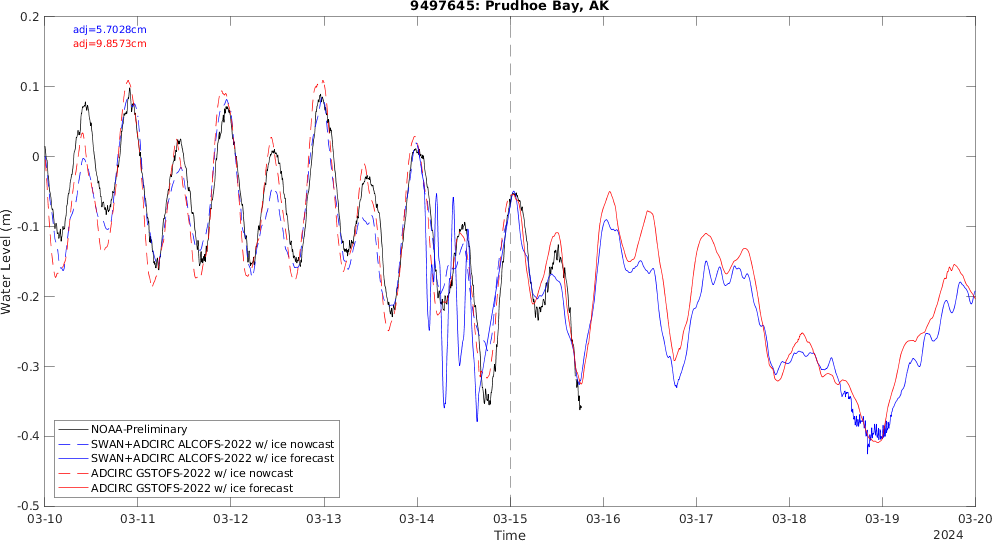 9497645: Prudhoe Bay, AK
adj=5.7028cm
adj=9.8573cm
0.2
0.1
0
-0.1
-0.2
-0.3
-0.4
-0.5
Water Level (m)
NOAA-Preliminary
SWAN+ADCIRC ALCOFS-2022 w/ ice nowcast
SWAN+ADCIRC ALCOFS-2022 w/ ice forecast
ADCIRC GSTOFS-2022 w/ ice nowcast
ADCIRC GSTOFS-2022 w/ ice forecast
03-10 03-11 03-12 03-13 03-14 03-15 03-16 03-17 03-18 03-19 03-20
Time
2024